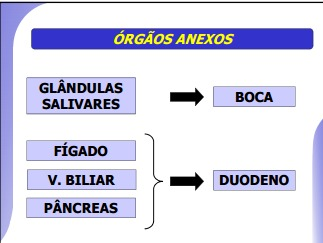 ÓRGÃOS ANEXOS
GLÂNDULAS
SALIVARES
BOCA
FÍGADO
V. BILIAR
DUODENO
PÂNCREAS